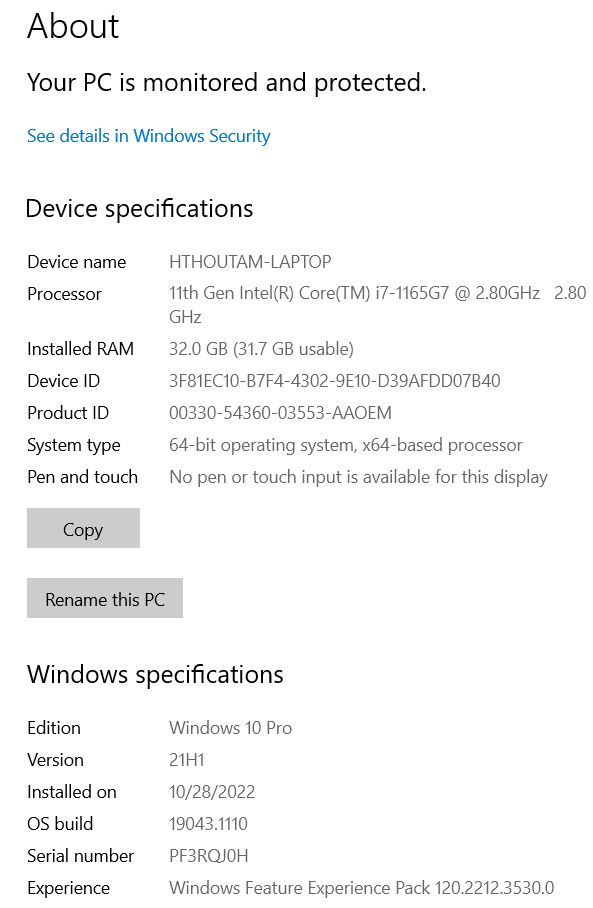 About
Your PC is monitored and protected.
See details in Windows Security
Device specifications
Device name HTHOUTAM-LAPTOP
Processor 11th Gen Intel(R) Core(TM) i7-1165G7 @ 2.80GHz 2.80
GHz
Installed RAM 32.0 GB (31.7 GB usable)
Device ID 3F81EC10-B7F4-4302-9E10-D39AFDD07B40
Product ID 00330-54360-03553-AAOEM
System type 64-bit operating system, x64-based processor
Pen and touch No pen or touch input is available for this display
Copy
Rename this PC
Windows specifications
Edition Windows 10 Pro
Version 21H1
Installed on 10/28/2022
OS build 19043.1110
Serial number PF3RQJ0H
Experience Windows Feature Experience Pack 120.2212.3530.0